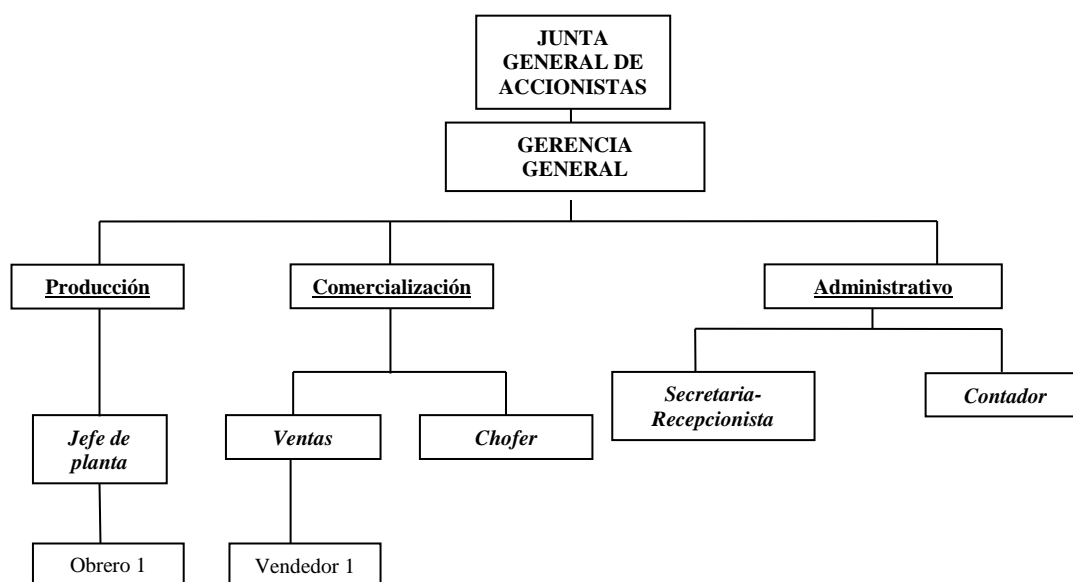 JUNTA
GENERAL DE
ACCIONISTAS
GERENCIA
GENERAL
Producción
Comercialización
Administrativo
Secretaria-
Recepcionista
Contador
Jefe de
planta
Ventas
Chofer
Obrero 1
Vendedor 1